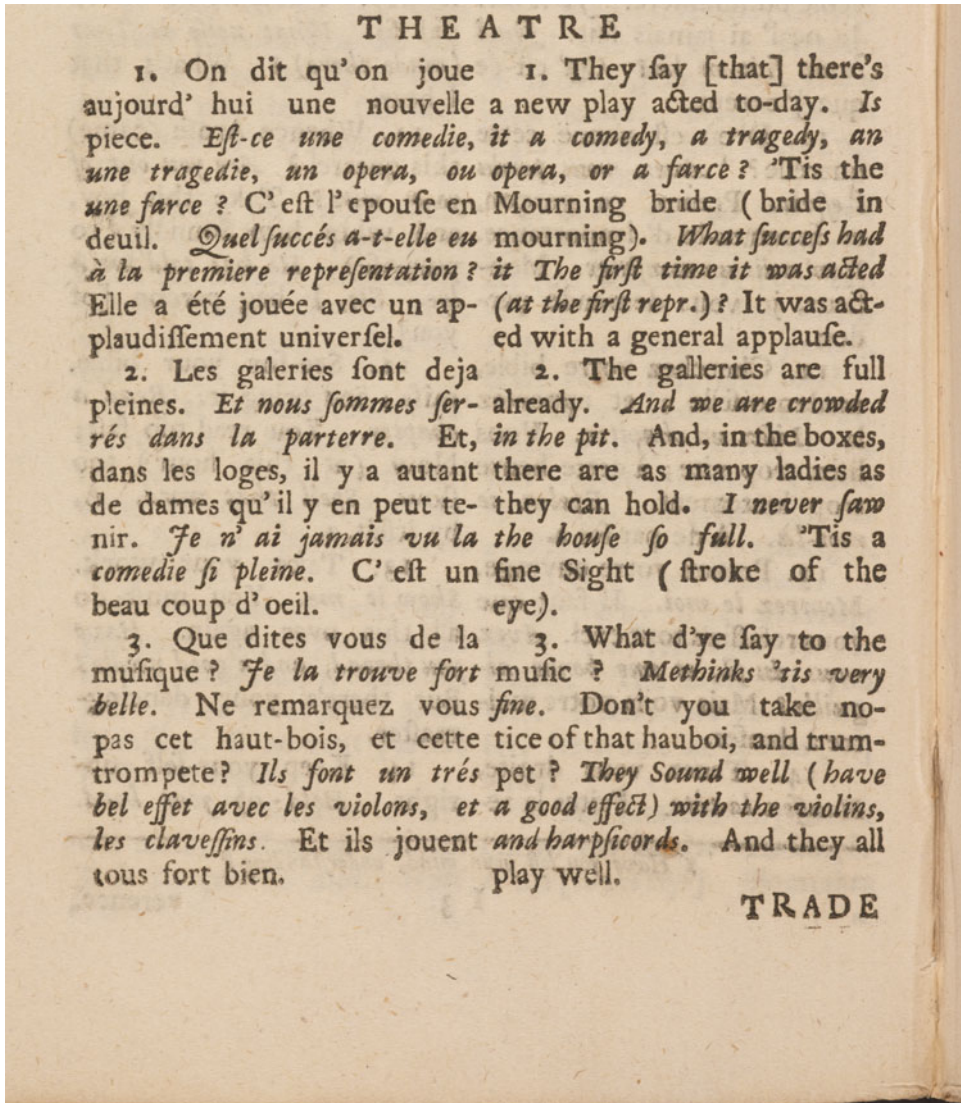 THEATRE
1. On dit qu'on joue
aujourd' hui une nouvelle
piece. Eſt-ce une comedie,
une tragedie, un opera, ou
une farce ? C' eſt l' epouſe en
deuil. Quel ſuccés a-t-elle eu
à la premiere repreſentation ?
Elle a été jouée avec un ap-
plaudiſſement univerſel.
2. Les galeries ſont deja
pleines. Et nous ſommes ſer-
rés dans la parterre. Et,
dans les loges, il y a autant
de dames qu' il y en peut te-
nir. Je n' ai jamais vu la
comedie ſi pleine. C' eſt un
beau coup d' oeil.
3. Que dites vous de la
muſique ? Je la trouve fort
belle. Ne remarquez vous
pas cet haut-bois, et cette
trompete? Ils font un trés
bel effet avec les violons, et
les claveſſins. Et ils jouent
tous fort bien.
1. They ſay [that] there's
a new play acted to-day. Is
it a comedy, a tragedy, an
opera, or a farce ? 'Tis the
Mourning bride (bride in
mourning). What ſucceſs had
it The firſt time it was acted
(at the firſt repr.) ? It was act-
ed with a general applauſe.
2. The galleries are full
already. And we are crowded
in the pit. And, in the boxes,
there are as many ladies as
they can hold. I never ſaw
the houſe ſo full. 'Tis a
fine Sight (ſtroke of the
eye).
3. What d'ye ſay to the
muſic ? Methinks 'tis very
fine. Don't you take no-
tice of that hauboi, and trum-
pet ? They Sound well (have
a good effect) with the violins,
and harpſicords. And they all
play well.
TRADE